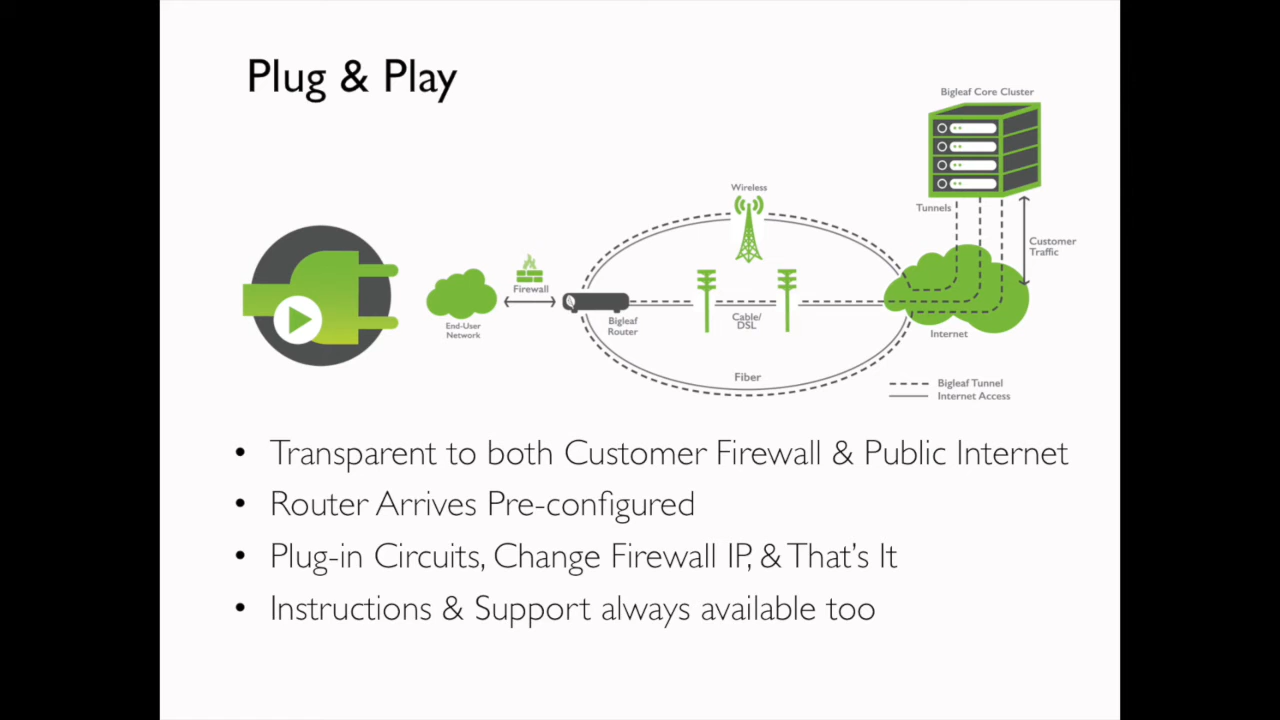 Plug & Play
Bigleaf Core Cluster
Wireless
Tunnels
Customer
Traffic
Firewall
End-User
Network
Bigleaf
Router
Cable/
DSL
Internet
Fiber
Bigleaf Tunnel
Internet Access
• Transparent to both Customer Firewall & Public Internet
• Router Arrives Pre-configured
• Plug-in Circuits, Change Firewall IP, & That's It
• Instructions & Support always available too